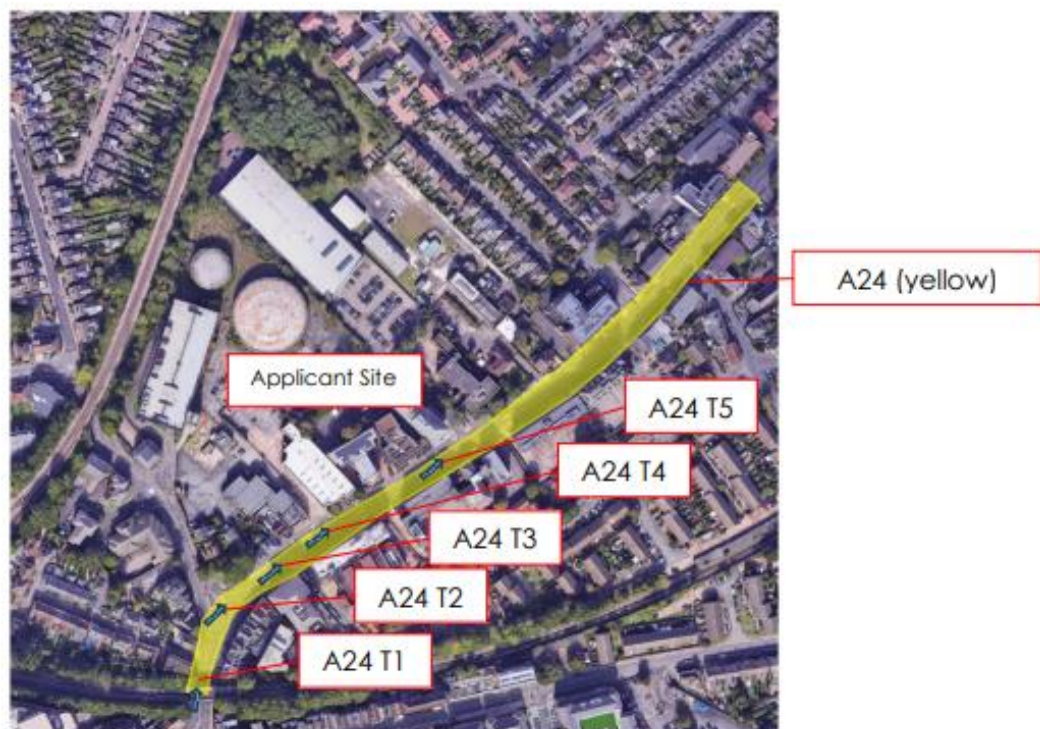 A24 (yellow)
Applicant Site
A24 T5
A24 T4
A24 T3
A24 T2
A24 T1